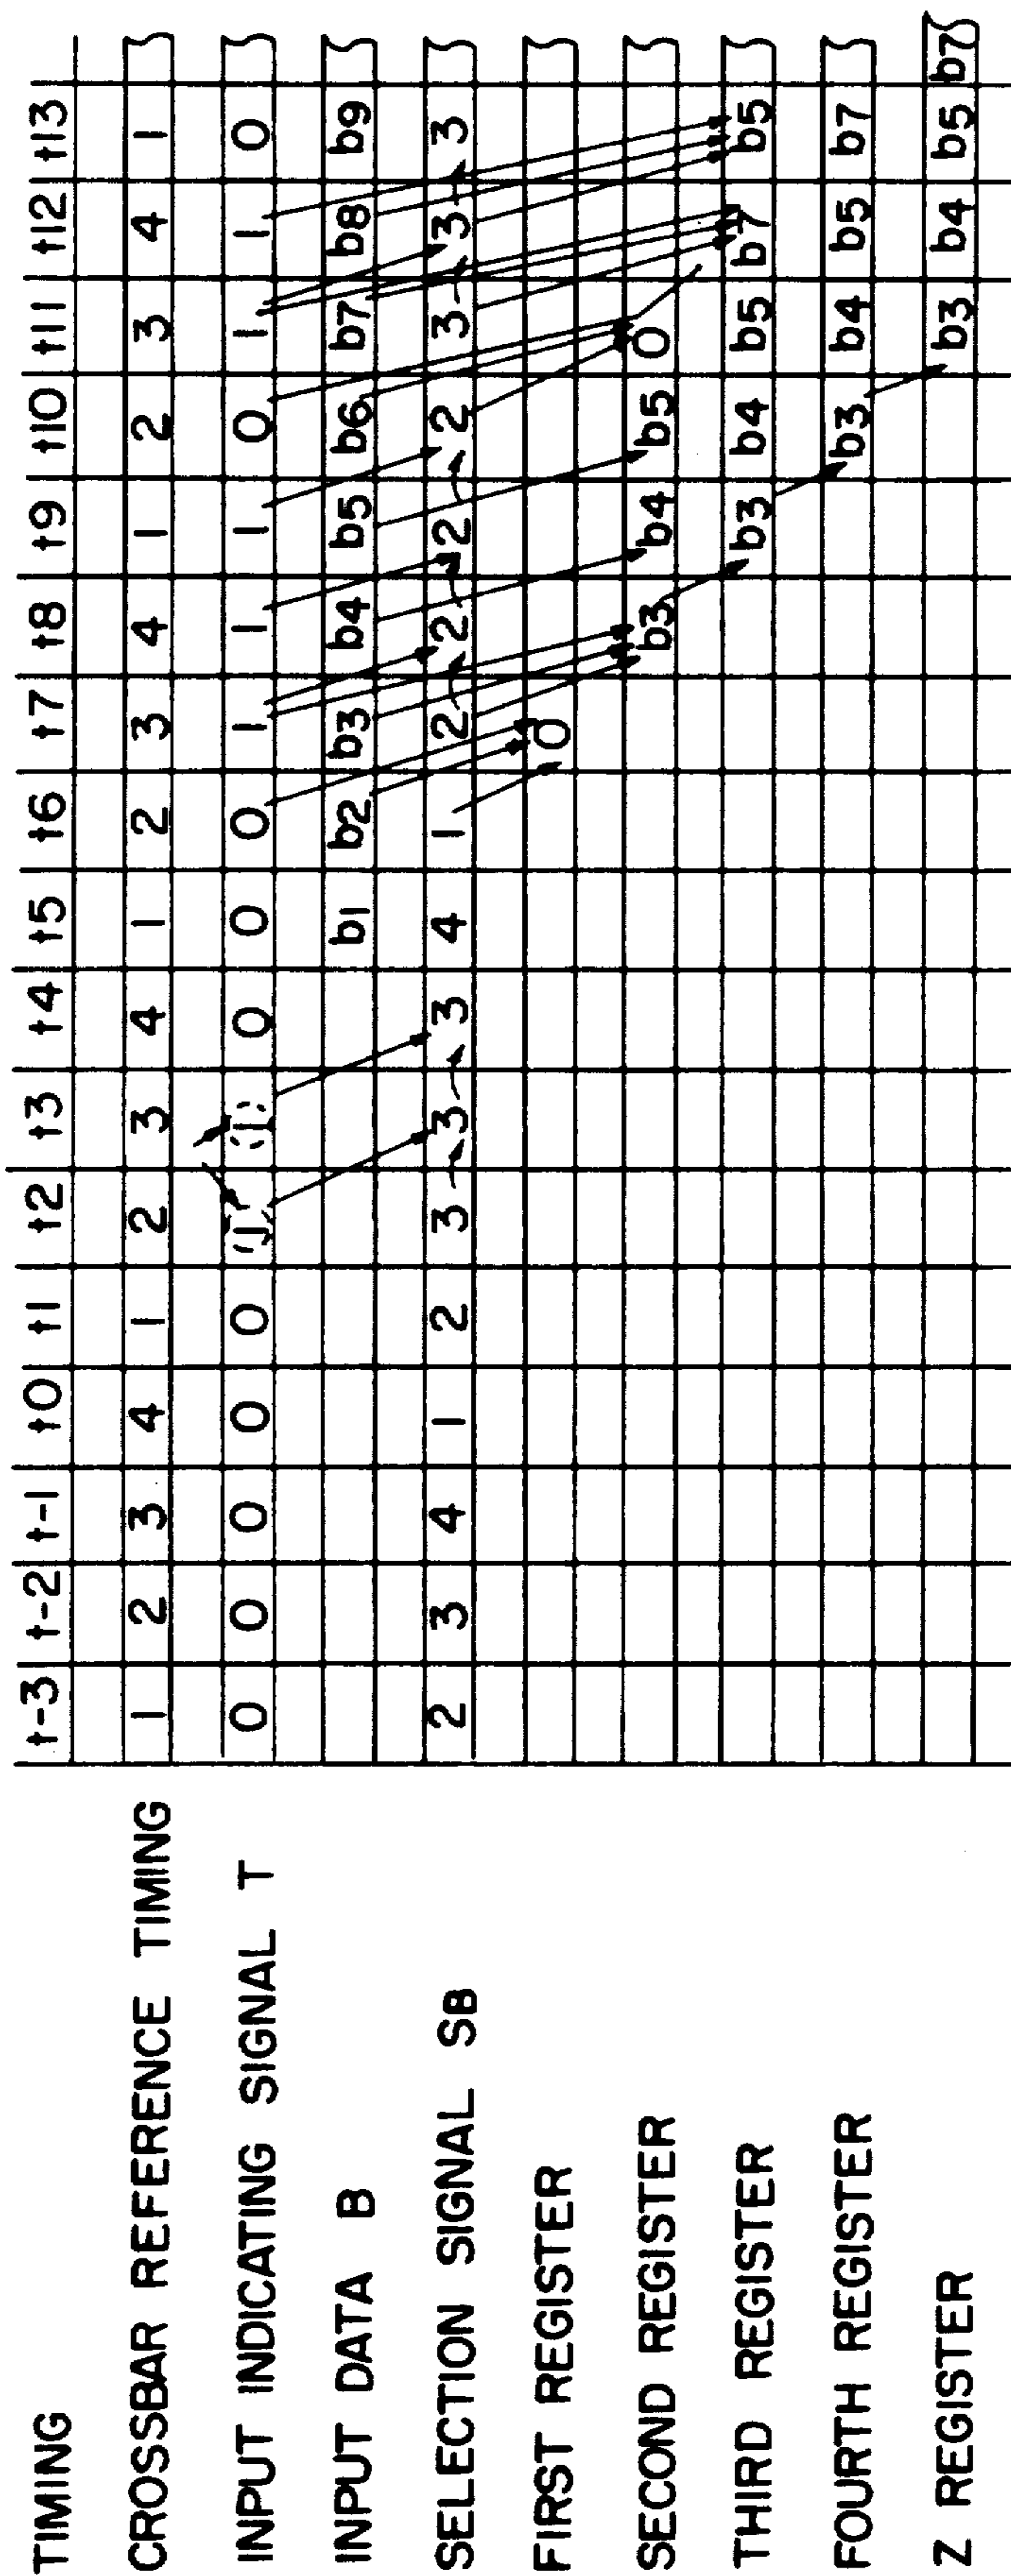 TIMING t-3 t-2 t-1 t0 t1 t2 t3 t4 t5 t6 t7 t8 t9 t10 t11 t12 t13
CROSSBAR REFERENCE TIMING 1 2 3 4 1 2 3 4 1 2 3 4 1 2 3 4 1
INPUT INDICATING SIGNAL T 0 0 0 0 0 (1) (1) 0 0 0 1 1 1 0 1 1 0
INPUT DATA B b1 b2 b3 b4 b5 b6 b7 b8 b9
SELECTION SIGNAL SB 2 3 4 1 2 3 3 3 4 1 2 2 2 2 3 3 3
FIRST REGISTER 0
SECOND REGISTER b3 b4 b5 0
THIRD REGISTER b3 b4 b5 b7 b5
FOURTH REGISTER b3 b4 b5 b7
Z REGISTER b3 b4 b5 b7